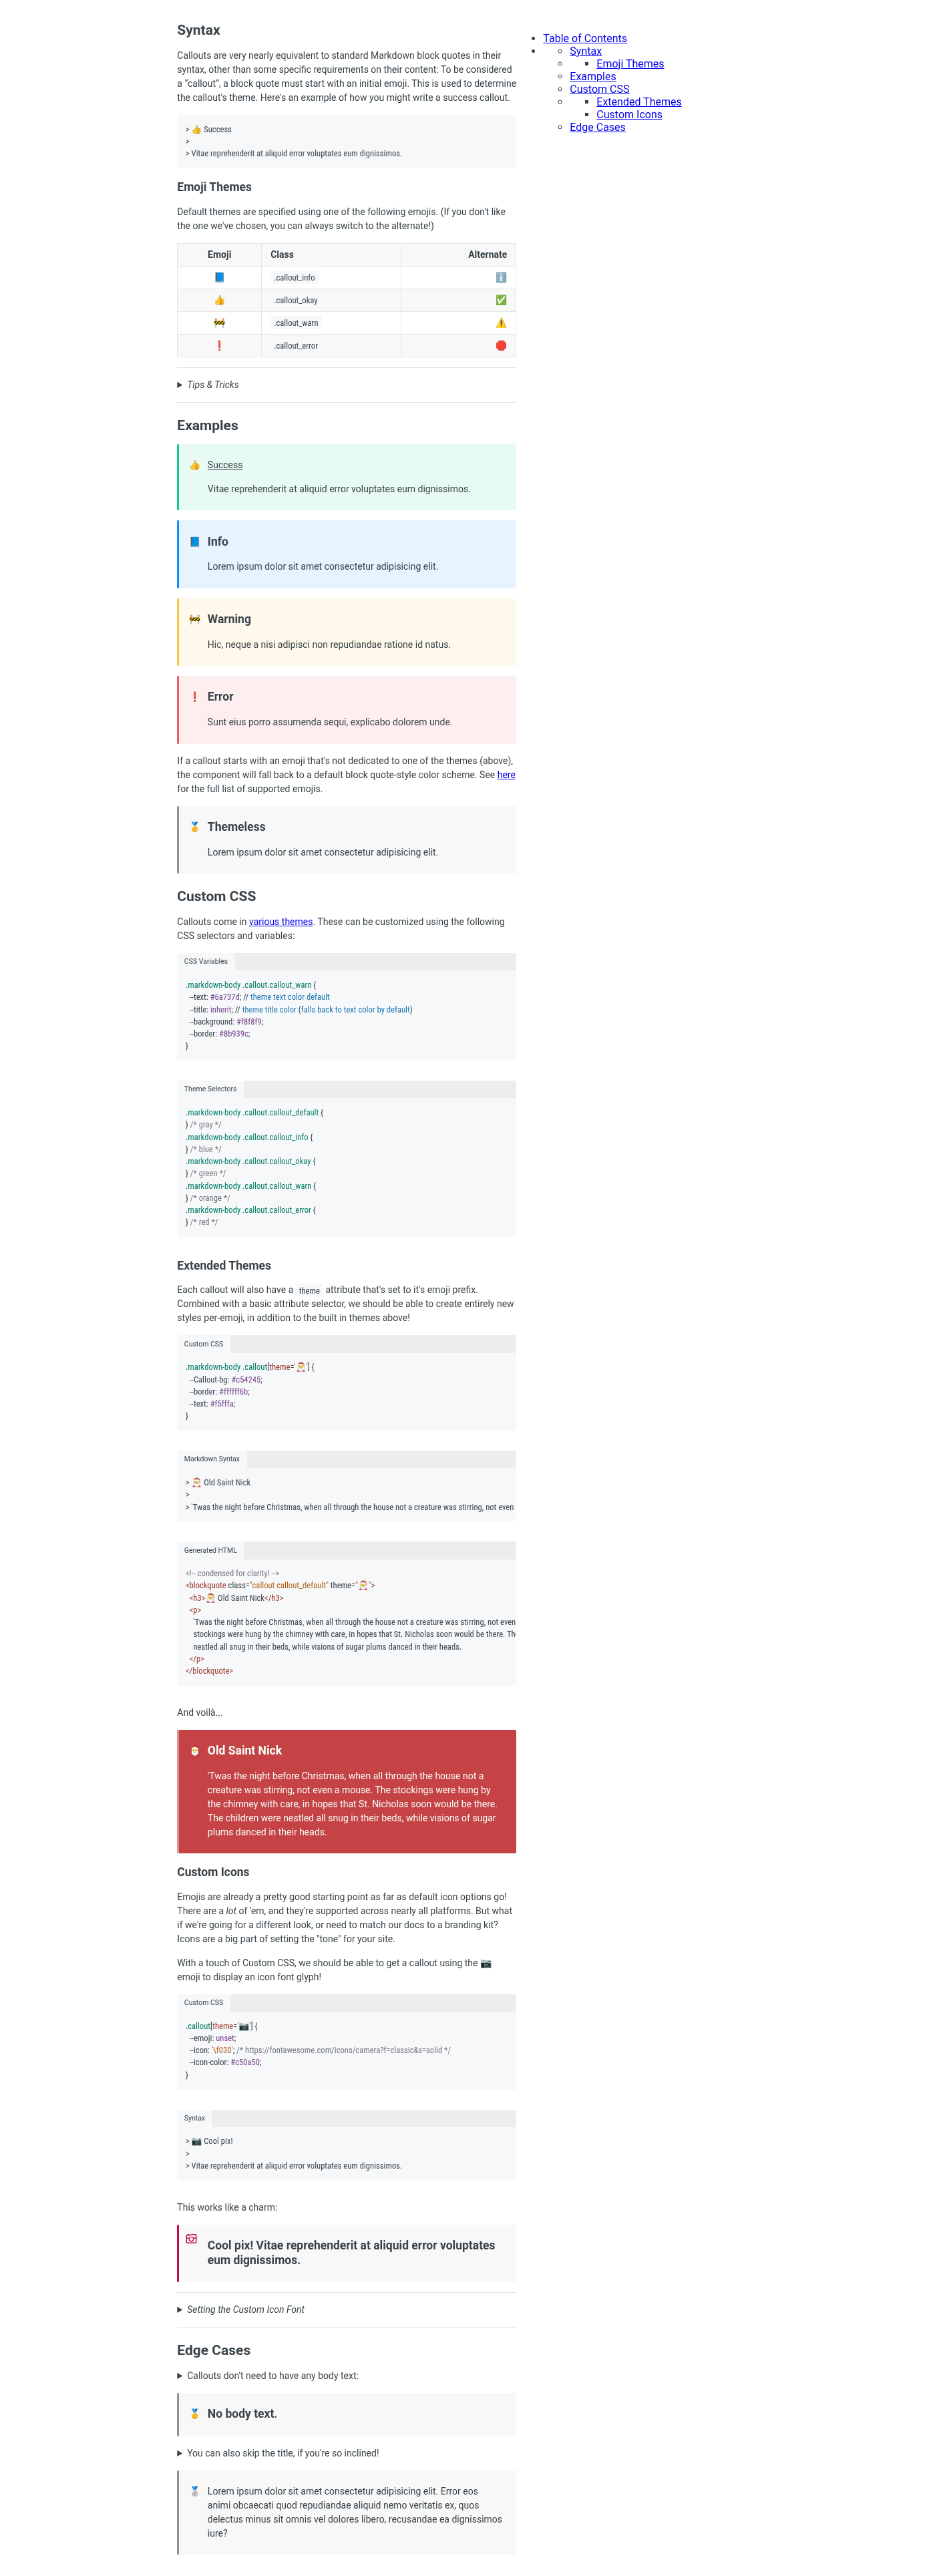 Syntax
Callouts are very nearly equivalent to standard Markdown block quotes in their
syntax, other than some specific requirements on their content: To be considered
a “callout”, a block quote must start with an initial emoji. This is used to determine
the callout's theme. Here's an example of how you might write a success callout.
> 👍 Success
>
> Vitae reprehenderit at aliquid error voluptates eum dignissimos.
Emoji Themes
Default themes are specified using one of the following emojis. (If you don't like
the one we've chosen, you can always switch to the alternate!)
Emoji Class Alternate
📘 .callout_info ℹ️
👍 .callout_okay ✅
🚧 .callout_warn ⚠️
❗ .callout_error 🛑
Tips & Tricks
Examples
👍 Success
Vitae reprehenderit at aliquid error voluptates eum dignissimos.
📘 Info
Lorem ipsum dolor sit amet consectetur adipisicing elit.
🚧 Warning
Hic, neque a nisi adipisci non repudiandae ratione id natus.
❗ Error
Sunt eius porro assumenda sequi, explicabo dolorem unde.
If a callout starts with an emoji that's not dedicated to one of the themes (above),
the component will fall back to a default block quote-style color scheme. See here
for the full list of supported emojis.
🥇 Themeless
Lorem ipsum dolor sit amet consectetur adipisicing elit.
Custom CSS
Callouts come in various themes. These can be customized using the following
CSS selectors and variables:
CSS Variables
.markdown-body .callout.callout_warn {
--text: #6a737d; // theme text color default
--title: inherit; // theme title color (falls back to text color by default)
--background: #f8f8f9;
--border: #8b939c;
}
Theme Selectors
.markdown-body .callout.callout_default {
} /* gray */
.markdown-body .callout.callout_info {
} /* blue */
.markdown-body .callout.callout_okay {
} /* green */
.markdown-body .callout.callout_warn {
} /* orange */
.markdown-body .callout.callout_error {
} /* red */
Extended Themes
Each callout will also have a theme attribute that's set to it's emoji prefix.
Combined with a basic attribute selector, we should be able to create entirely new
styles per-emoji, in addition to the built in themes above!
Custom CSS
.markdown-body .callout[theme='🎅'] {
--Callout-bg: #c54245;
--border: #ffffff6b;
--text: #f5fffa;
}
Markdown Syntax
> 🎅 Old Saint Nick
>
> 'Twas the night before Christmas, when all through the house not a creature was stirring, not even
Generated HTML
<!-- condensed for clarity! -->
<blockquote class="callout callout_default" theme="🎅">
<h3>🎅 Old Saint Nick</h3>
<p>
'Twas the night before Christmas, when all through the house not a creature was stirring, not even
stockings were hung by the chimney with care, in hopes that St. Nicholas soon would be there. The
nestled all snug in their beds, while visions of sugar plums danced in their heads.
</p>
</blockquote>
And voilà...
🎅 Old Saint Nick
'Twas the night before Christmas, when all through the house not a
creature was stirring, not even a mouse. The stockings were hung by
the chimney with care, in hopes that St. Nicholas soon would be there.
The children were nestled all snug in their beds, while visions of sugar
plums danced in their heads.
Custom Icons
Emojis are already a pretty good starting point as far as default icon options go!
There are a lot of 'em, and they're supported across nearly all platforms. But what
if we're going for a different look, or need to match our docs to a branding kit?
Icons are a big part of setting the "tone" for your site.
With a touch of Custom CSS, we should be able to get a callout using the 📷
emoji to display an icon font glyph!
Custom CSS
.callout[theme='📷'] {
--emoji: unset;
--icon: '\f030'; /* https://fontawesome.com/icons/camera?f=classic&s=solid */
--icon-color: #c50a50;
}
Syntax
> 📷 Cool pix!
>
> Vitae reprehenderit at aliquid error voluptates eum dignissimos.
This works like a charm:
Cool pix! Vitae reprehenderit at aliquid error voluptates
eum dignissimos.
Setting the Custom Icon Font
Edge Cases
Callouts don't need to have any body text:
🥇 No body text.
You can also skip the title, if you're so inclined!
🥈 Lorem ipsum dolor sit amet consectetur adipisicing elit. Error eos
animi obcaecati quod repudiandae aliquid nemo veritatis ex, quos
delectus minus sit omnis vel dolores libero, recusandae ea dignissimos
iure?
Table of Contents
Syntax
Emoji Themes
Examples
Custom CSS
Extended Themes
Custom Icons
Edge Cases